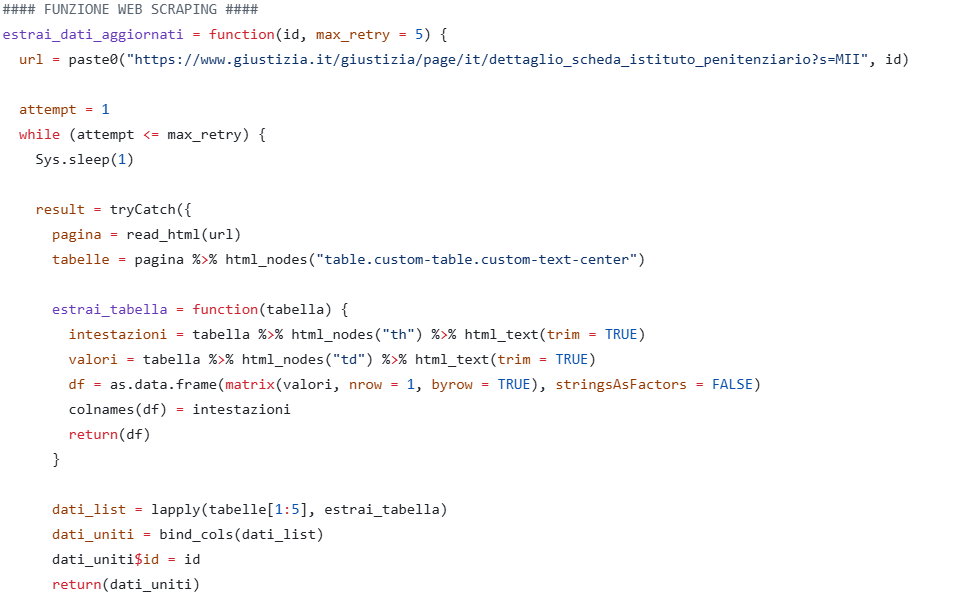 #### FUNZIONE WEB SCRAPING ####
estrai_dati_aggiornati = function(id, max_retry = 5) {
  url = paste0("https://www.giustizia.it/giustizia/page/it/dettaglio_scheda_istituto_penitenziario?s=MII", id)

  attempt = 1
  while (attempt <= max_retry) {
    Sys.sleep(1)

    result = tryCatch({
      pagina = read_html(url)
      tabelle = pagina %>% html_nodes("table.custom-table.custom-text-center")

      estrai_tabella = function(tabella) {
        intestazioni = tabella %>% html_nodes("th") %>% html_text(trim = TRUE)
        valori = tabella %>% html_nodes("td") %>% html_text(trim = TRUE)
        df = as.data.frame(matrix(valori, nrow = 1, byrow = TRUE), stringsAsFactors = FALSE)
        colnames(df) = intestazioni
        return(df)
      }

      dati_list = lapply(tabelle[1:5], estrai_tabella)
      dati_uniti = bind_cols(dati_list)
      dati_uniti$id = id
      return(dati_uniti)